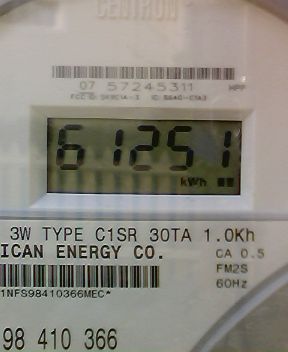 CENTRON
07 57245311
61251
kWh
3W TYPE C1SR 30TA 1.0Kh
ICAN ENERGY CO.
CA 0.5
FM2S
60Hz
1NFS98410366MEC*
98 410 366